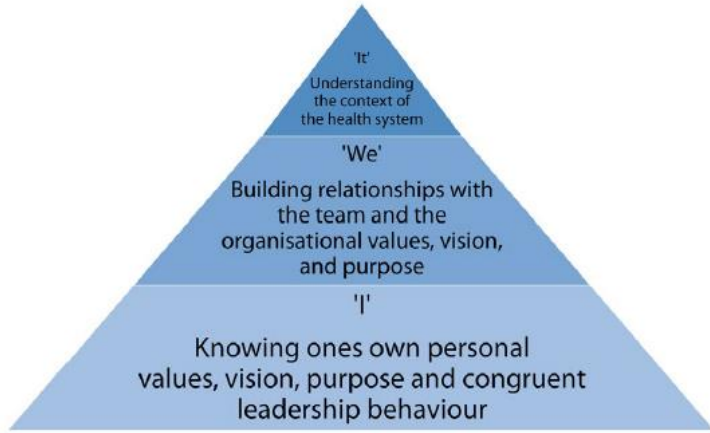 'It'
Understanding
the context of
the health system
'We'
Building relationships with
the team and the
organisational values, vision,
and purpose
'I'
Knowing ones own personal
values, vision, purpose and congruent
leadership behaviour